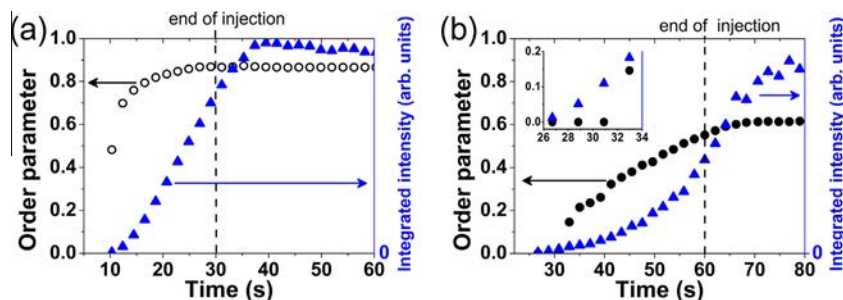 (a)
end of injection
Order parameter
1.0
0.8
0.6
0.4
0.2
0.0
10 20 30 40 50 60
Time (s)
0
Integrated intensity (arb. units)
(b)
end of injection
Order parameter
1.0
0.8
0.6
0.4
0.2
0.0
0.2
0.1
0.0
26 28 30 32 34
30 40 50 60 70 80
Time (s)
0
Integrated intensity (arb. units)